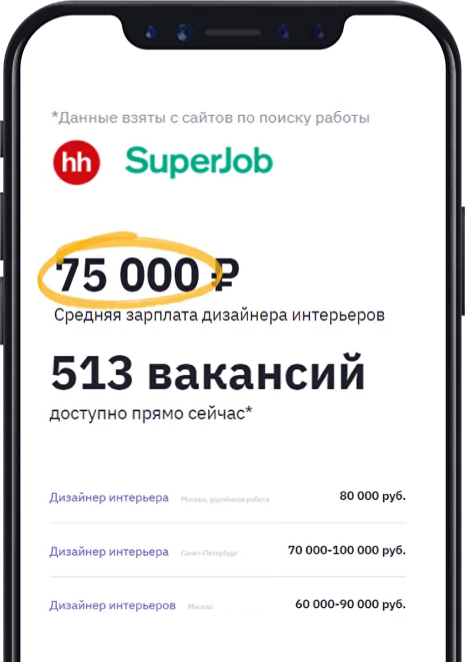 *Данные взяты с сайтов по поиску работы
hh SuperJob
75 000 ₽
Средняя зарплата дизайнера интерьеров
513 вакансий
доступно прямо сейчас*
Дизайнер интерьера Москва, удалённая работа 80 000 руб.
Дизайнер интерьера Санкт-Петербург 70 000-100 000 руб.
Дизайнер интерьеров Москва 60 000-90 000 руб.